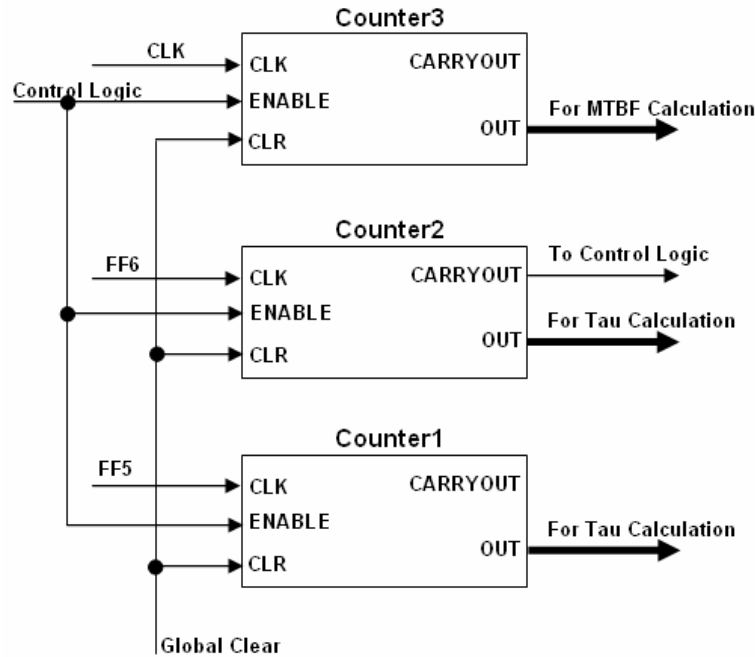 Counter3
CLK
CLK
CARRYOUT
Control Logic
ENABLE
For MTBF Calculation
OUT
CLR
Counter2
FF6
CLK
CARRYOUT
To Control Logic
ENABLE
For Tau Calculation
OUT
CLR
Counter1
FF5
CLK
CARRYOUT
ENABLE
For Tau Calculation
OUT
CLR
Global Clear